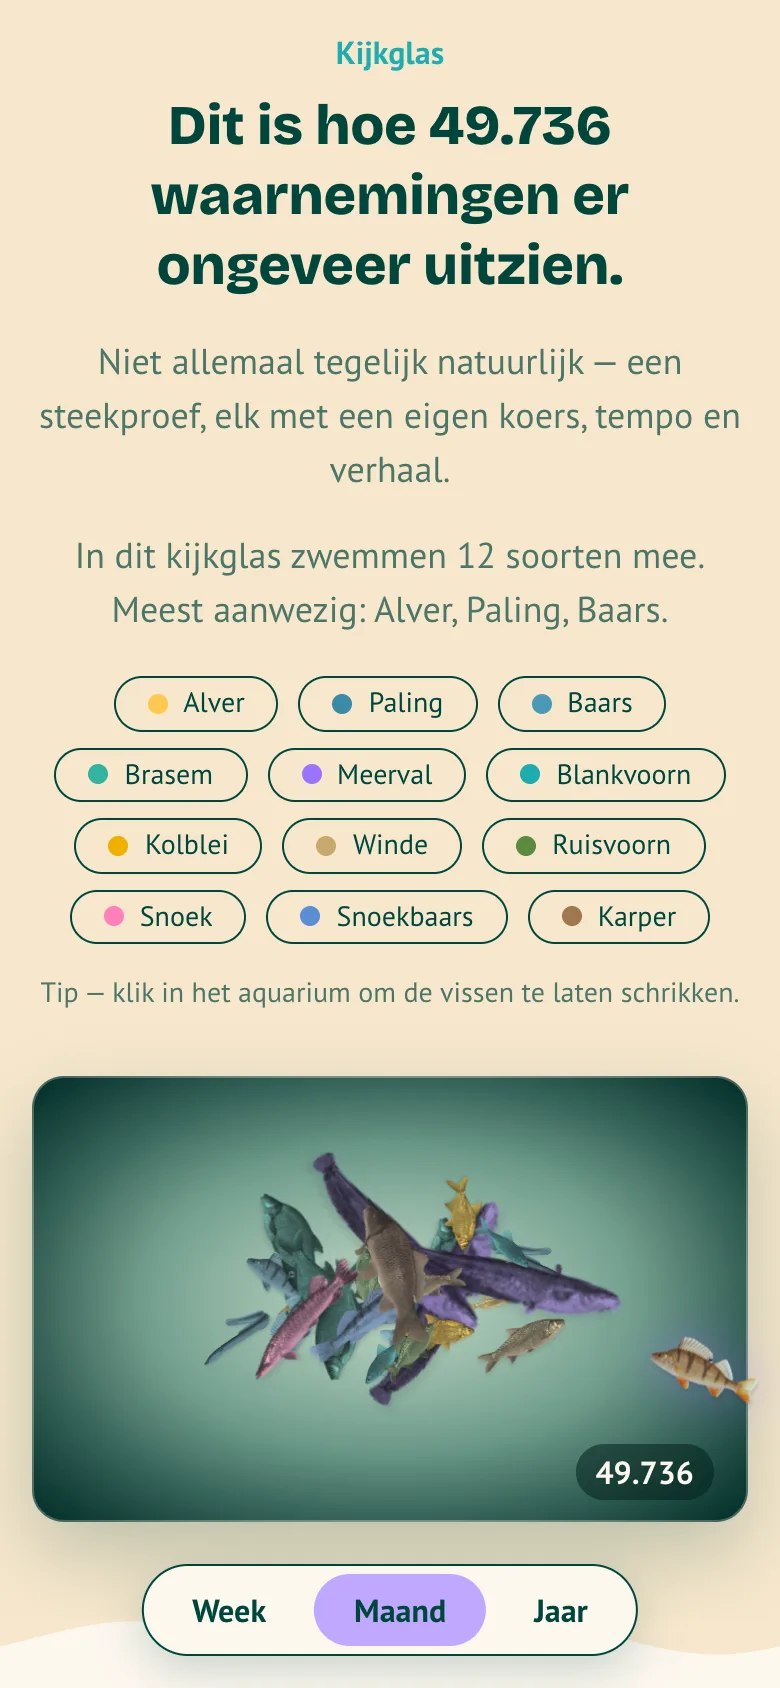 Kijkglas
Dit is hoe 49.736
waarnemingen er
ongeveer uitzien.
Niet allemaal tegelijk natuurlijk — een
steekproef, elk met een eigen koers, tempo en
verhaal.
In dit kijkglas zwemmen 12 soorten mee.
Meest aanwezig: Alver, Paling, Baars.
Alver Paling Baars
Brasem Meerval Blankvoorn
Kolblei Winde Ruisvoorn
Snoek Snoekbaars Karper
Tip — klik in het aquarium om de vissen te laten schrikken.
49.736
Week Maand Jaar